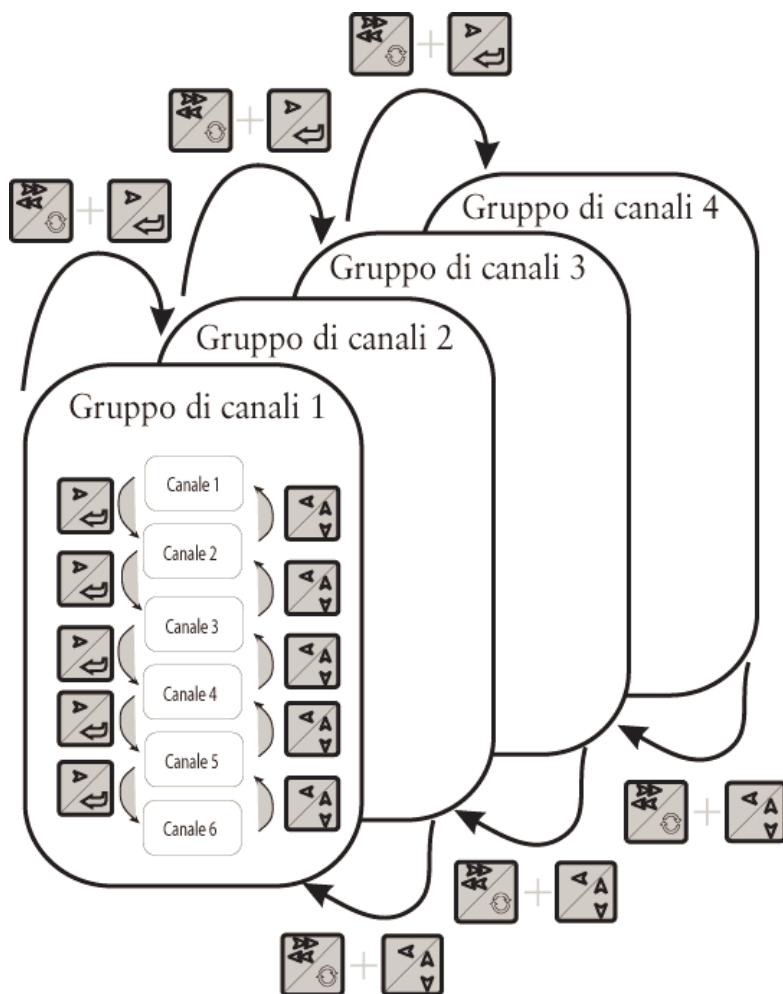 +
+
+
Gruppo di canali 4
Gruppo di canali 3
Gruppo di canali 2
Gruppo di canali 1
Canale 1
Canale 2
Canale 3
Canale 4
Canale 5
Canale 6
+
+
+